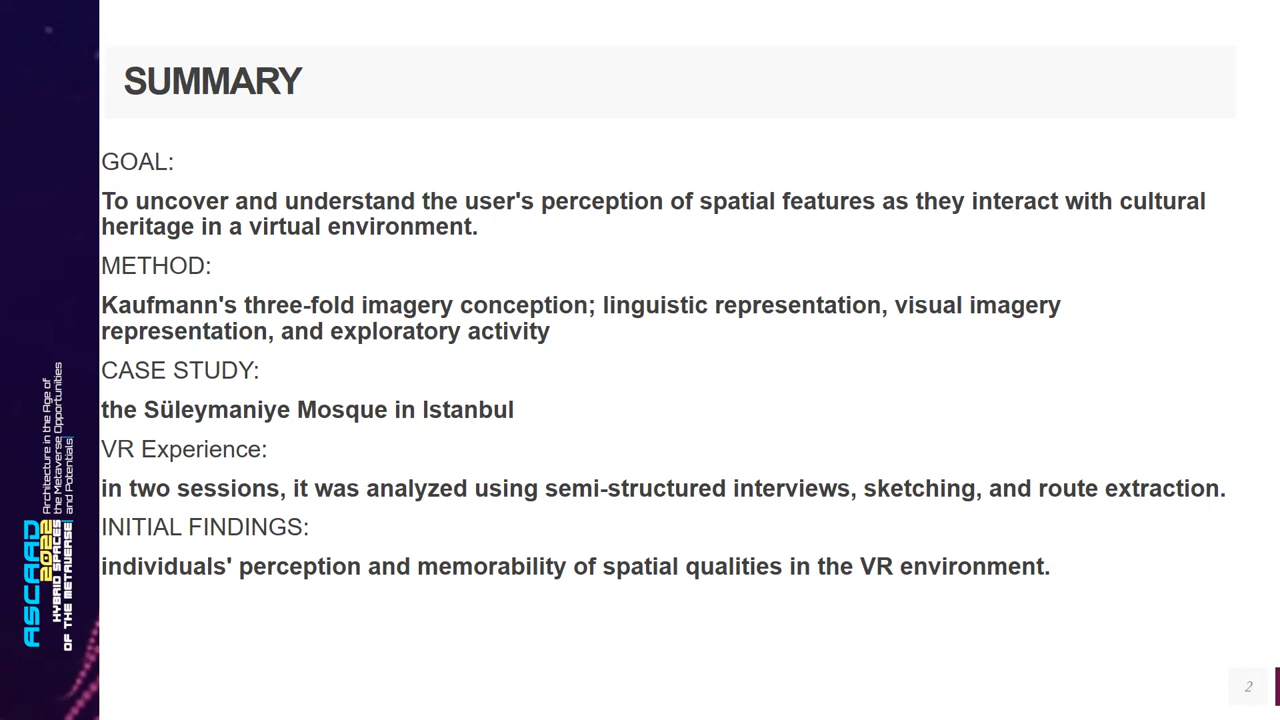 SUMMARY
GOAL:
To uncover and understand the user's perception of spatial features as they interact with cultural
heritage in a virtual environment.
METHOD:
Kaufmann's three-fold imagery conception; linguistic representation, visual imagery
representation, and exploratory activity
CASE STUDY:
the Süleymaniye Mosque in Istanbul
VR Experience:
in two sessions, it was analyzed using semi-structured interviews, sketching, and route extraction.
INITIAL FINDINGS:
individuals' perception and memorability of spatial qualities in the VR environment.
ASCAAD
2022
HYBRID SPACES
OF THE METAVERSE
Architecture in the Age of
the Metaverse Opportunities
and Potentials
2